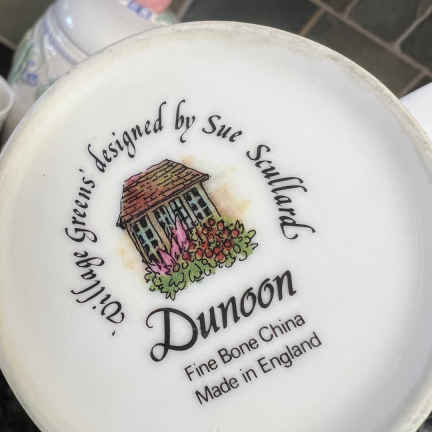 'Village Greens' designed by Sue Scullard
Dunoon
Fine Bone China
Made in England